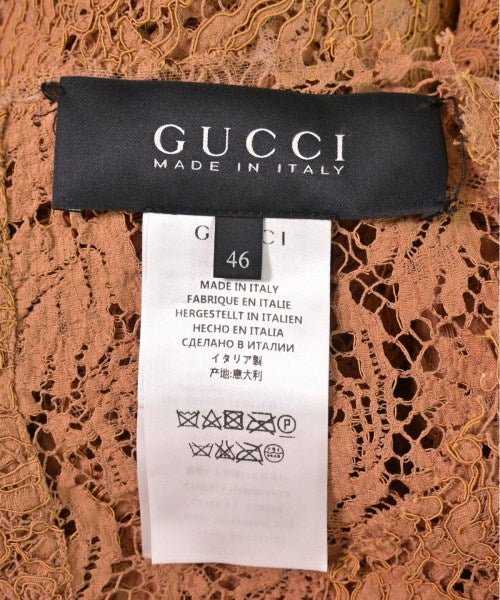 GUCCI
MADE IN ITALY
GUCCI
46
MADE IN ITALY
FABRIQUE EN ITALIE
HERGESTELLT IN ITALIEN
HECHO EN ITALIA
СДЕЛАНО В ИТАЛИИ
イタリア製
产地:意大利